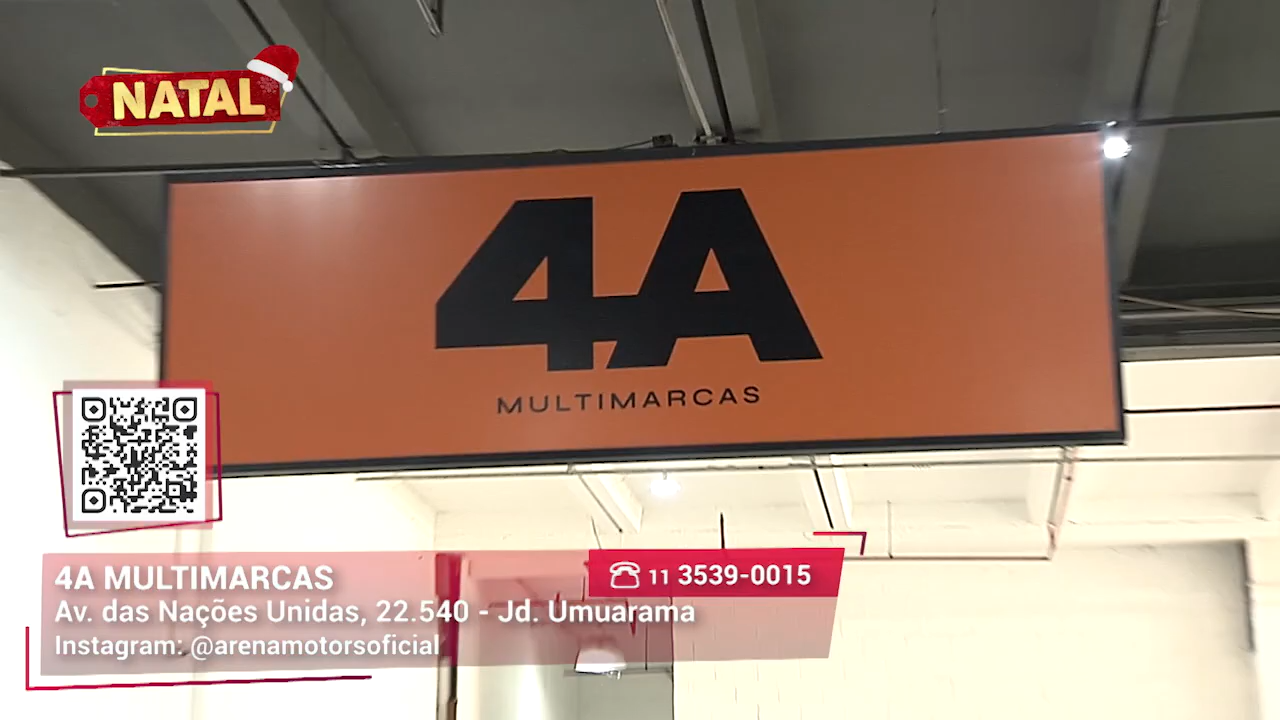 NATAL
4A
MULTIMARCAS
4A MULTIMARCAS
11 3539-0015
Av. das Nações Unidas, 22.540 - Jd. Umuarama
Instagram: @arenamotorsoficial